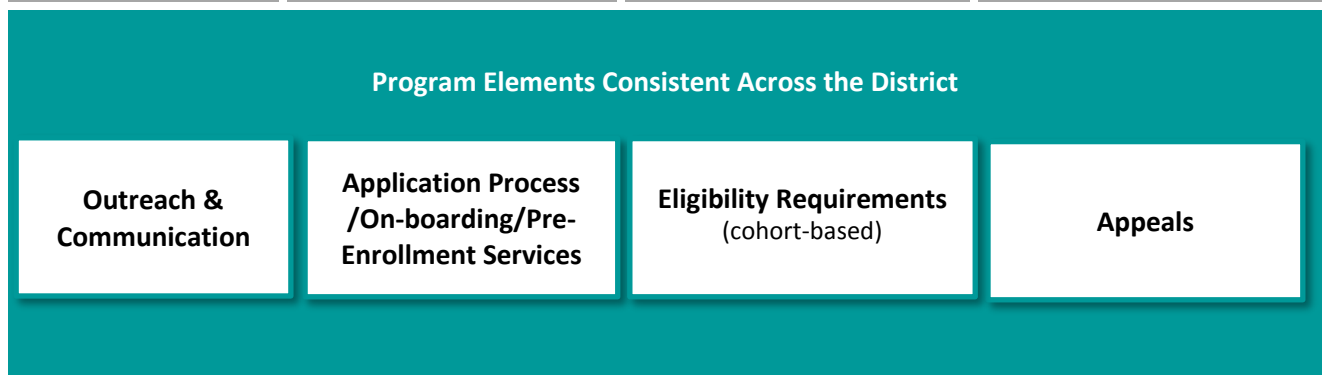 Program Elements Consistent Across the District
Outreach &
Communication
Application Process
/On-boarding/Pre-
Enrollment Services
Eligibility Requirements
(cohort-based)
Appeals